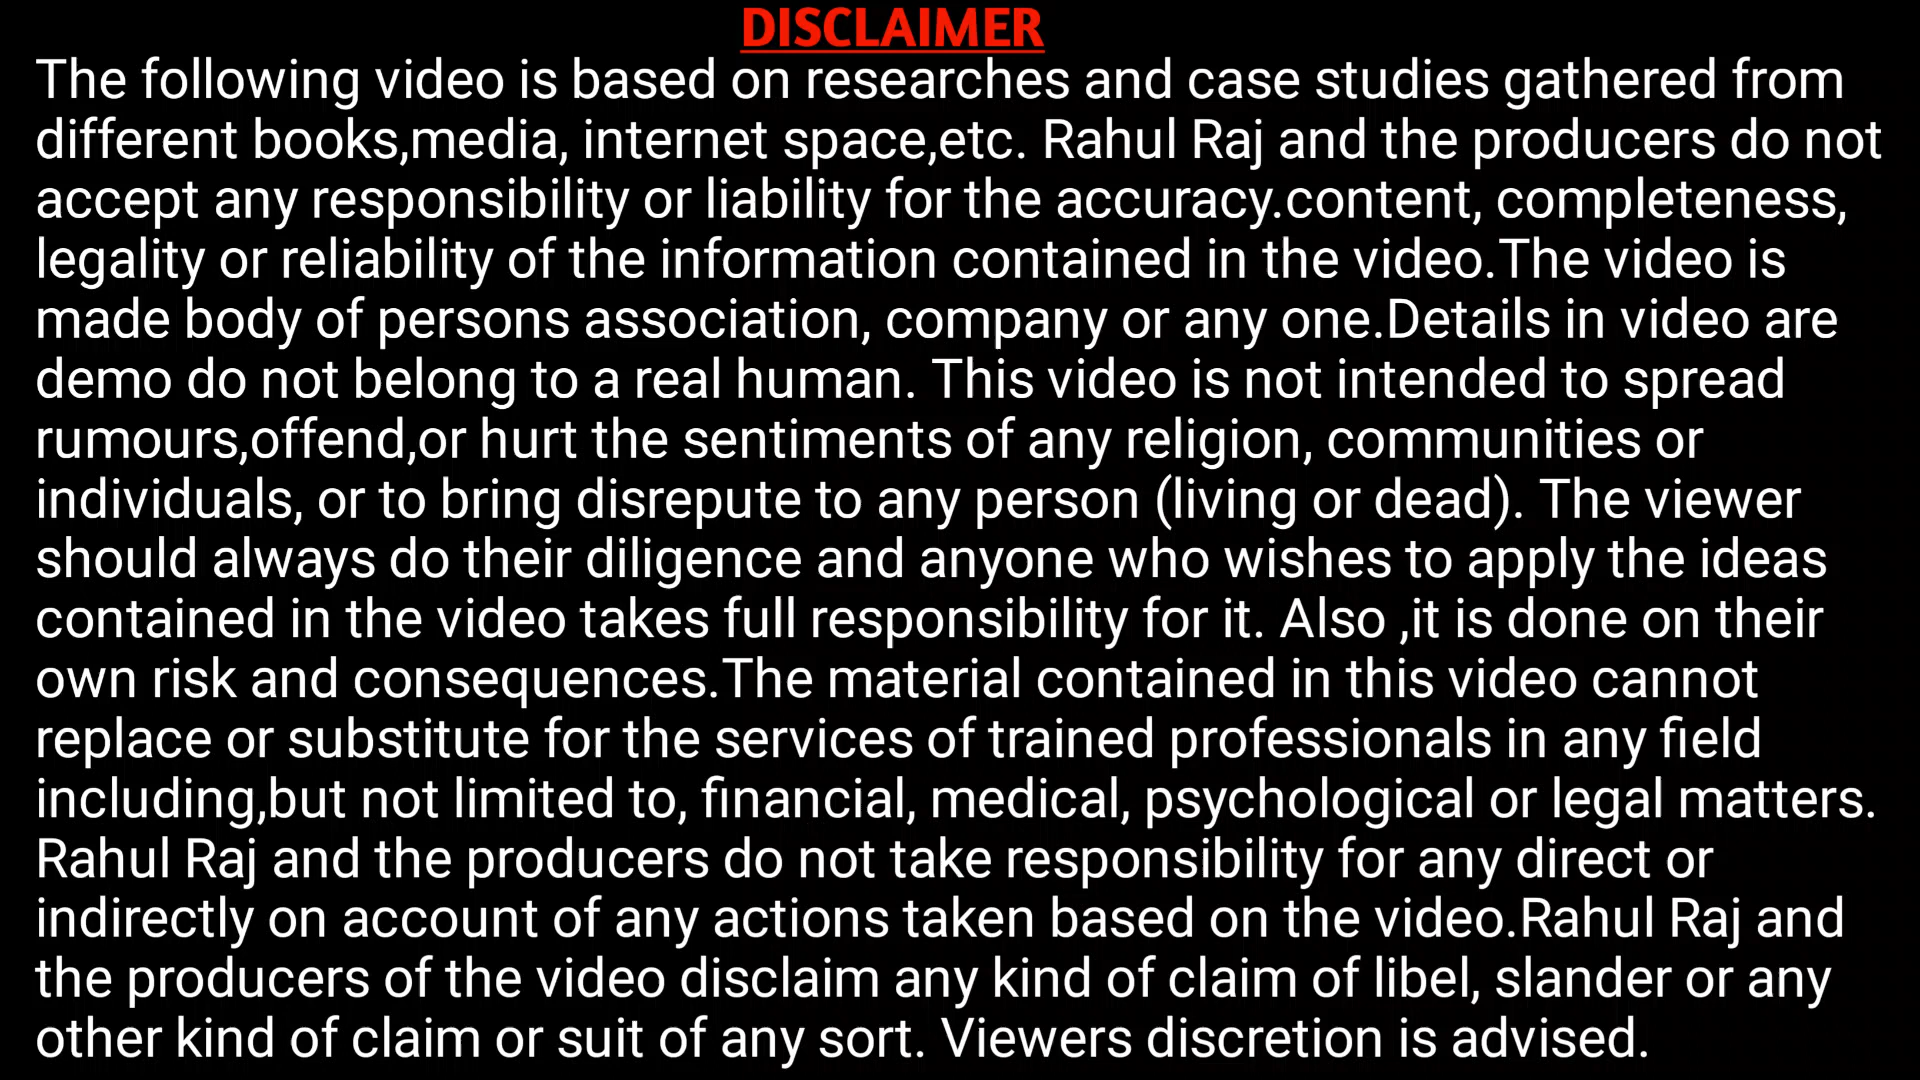 DISCLAIMER
The following video is based on researches and case studies gathered from
different books,media, internet space,etc. Rahul Raj and the producers do not
accept any responsibility or liability for the accuracy.content, completeness,
legality or reliability of the information contained in the video.The video is
made body of persons association, company or any one.Details in video are
demo do not belong to a real human. This video is not intended to spread
rumours,offend,or hurt the sentiments of any religion, communities or
individuals, or to bring disrepute to any person (living or dead). The viewer
should always do their diligence and anyone who wishes to apply the ideas
contained in the video takes full responsibility for it. Also ,it is done on their
own risk and consequences.The material contained in this video cannot
replace or substitute for the services of trained professionals in any field
including,but not limited to, financial, medical, psychological or legal matters.
Rahul Raj and the producers do not take responsibility for any direct or
indirectly on account of any actions taken based on the video.Rahul Raj and
the producers of the video disclaim any kind of claim of libel, slander or any
other kind of claim or suit of any sort. Viewers discretion is advised.